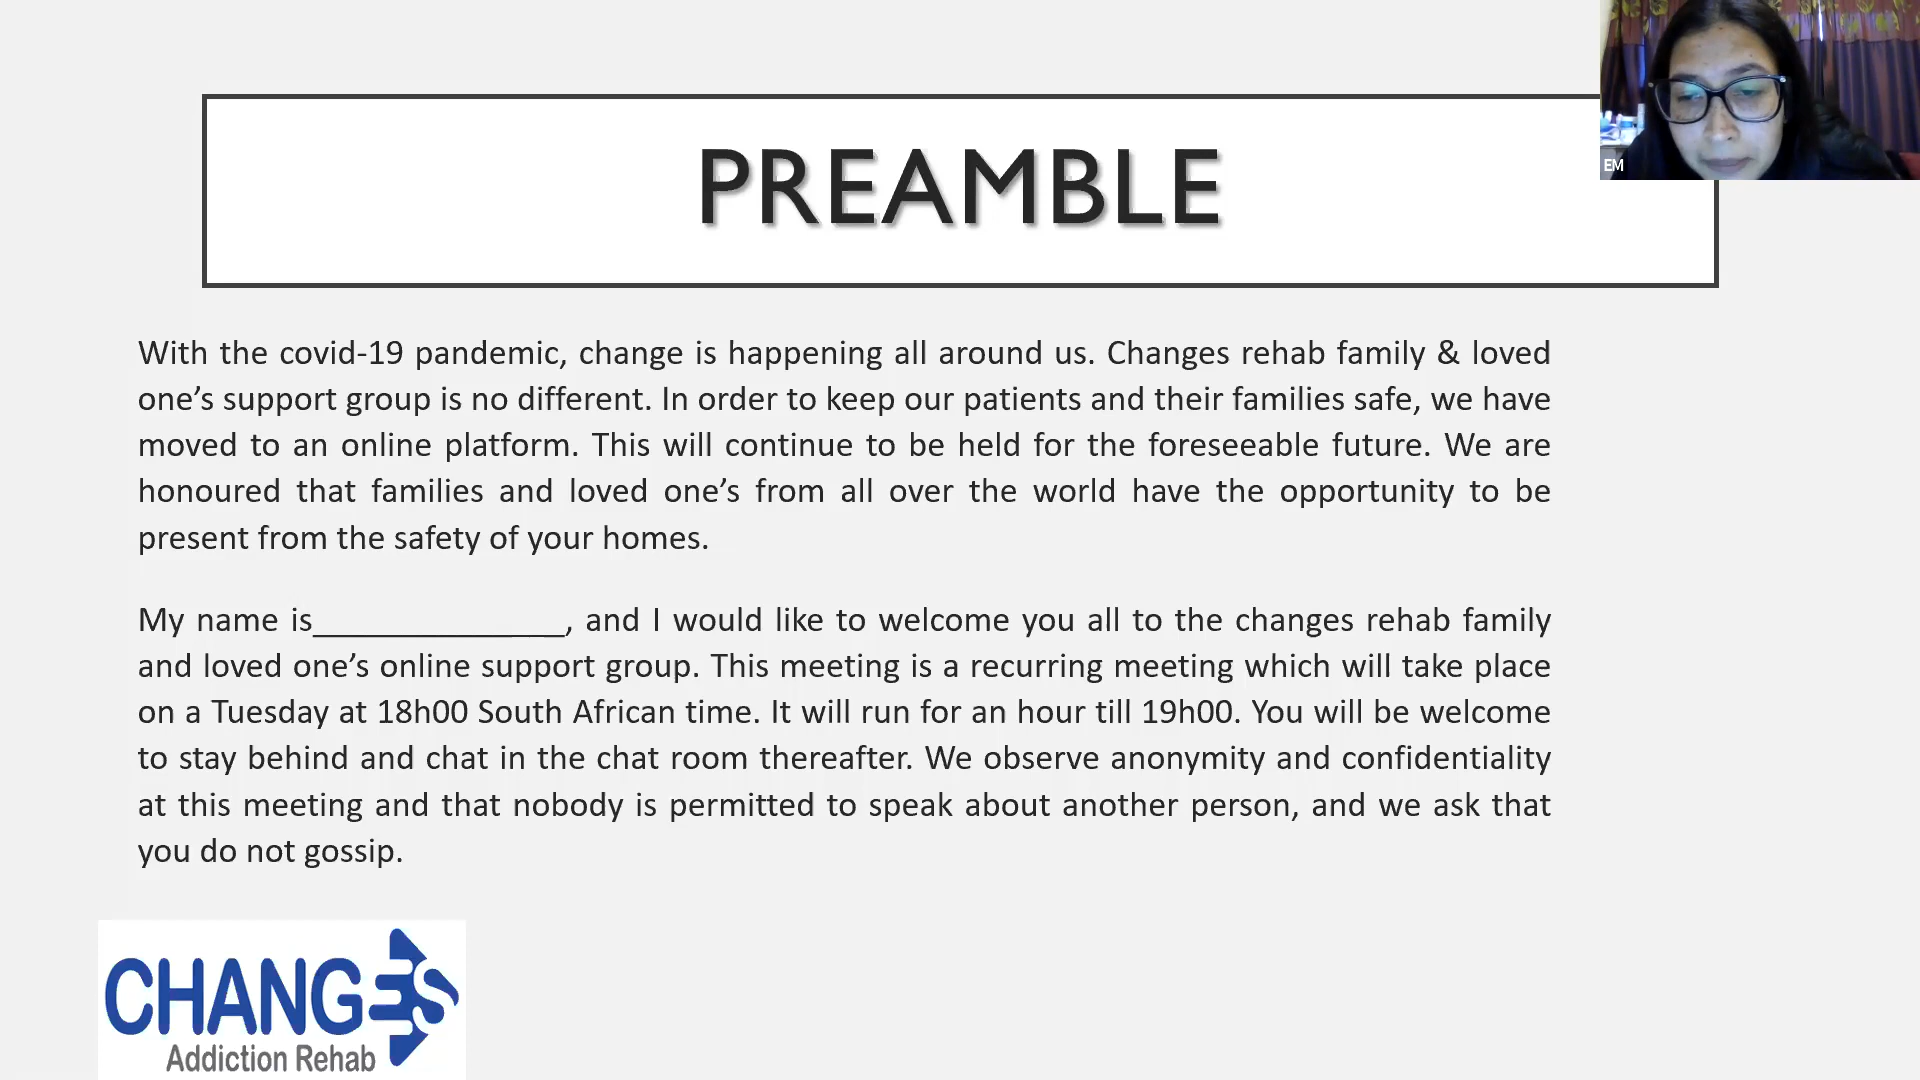 PREAMBLE
EM
With the covid-19 pandemic, change is happening all around us. Changes rehab family & loved
one’s support group is no different. In order to keep our patients and their families safe, we have
moved to an online platform. This will continue to be held for the foreseeable future. We are
honoured that families and loved one’s from all over the world have the opportunity to be
present from the safety of your homes.
My name is______________, and I would like to welcome you all to the changes rehab family
and loved one’s online support group. This meeting is a recurring meeting which will take place
on a Tuesday at 18h00 South African time. It will run for an hour till 19h00. You will be welcome
to stay behind and chat in the chat room thereafter. We observe anonymity and confidentiality
at this meeting and that nobody is permitted to speak about another person, and we ask that
you do not gossip.
CHANGES
Addiction Rehab